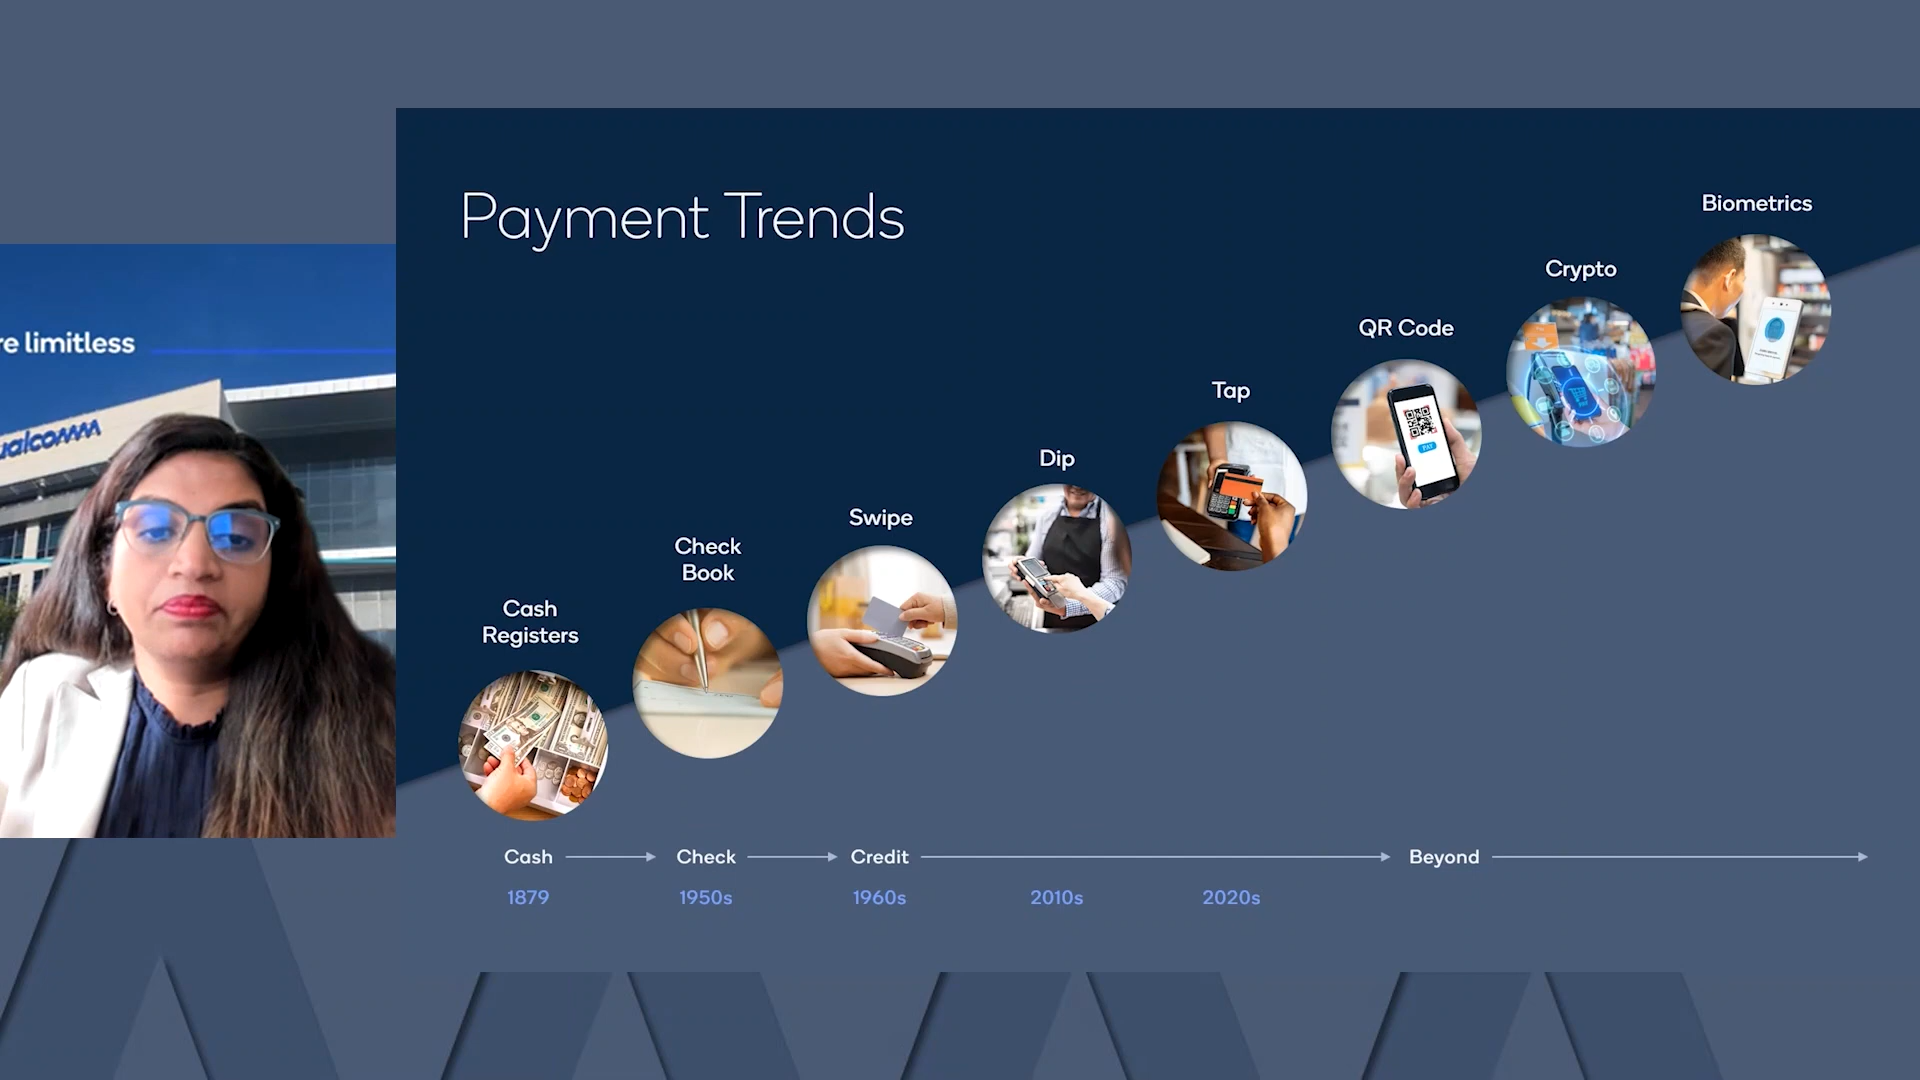 re limitless
ualcomm
Payment Trends
Cash
Registers
Check
Book
Swipe
Dip
Tap
QR Code
Crypto
Biometrics
PAY
Cash
Check
Credit
Beyond
1879
1950s
1960s
2010s
2020s